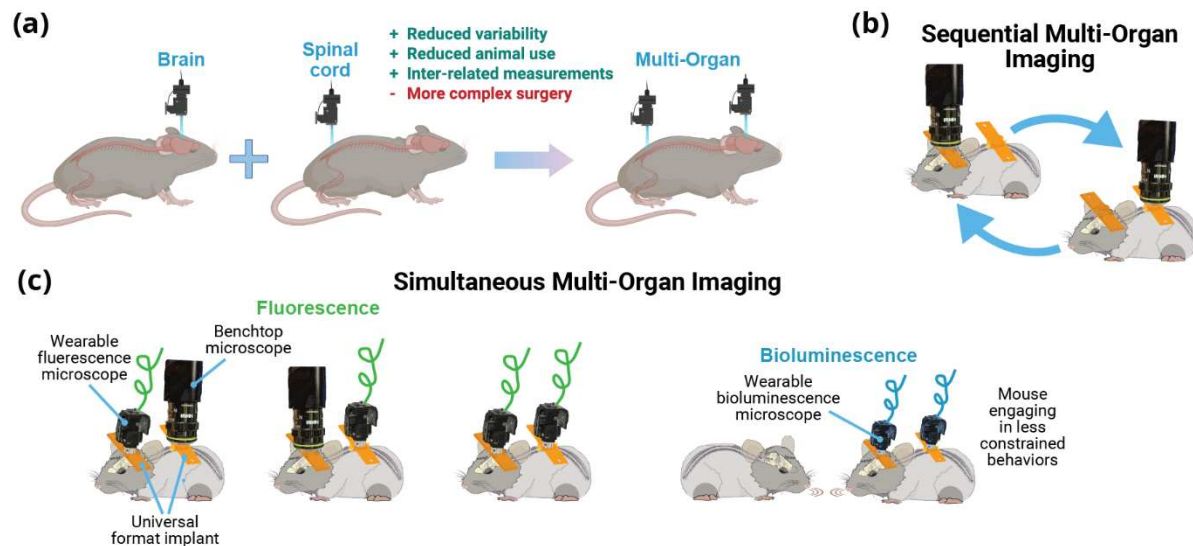 (a)
Brain
Spinal
cord
+ Reduced variability
+ Reduced animal use
+ Inter-related measurements
- More complex surgery
Multi-Organ
(b)
Sequential Multi-Organ
Imaging
(c)
Simultaneous Multi-Organ Imaging
Fluorescence
Wearable
fluerescence
microscope
Benchtop
microscope
Universal
format implant
Bioluminescence
Wearable
bioluminescence
microscope
Mouse
engaging
in less
constrained
behaviors